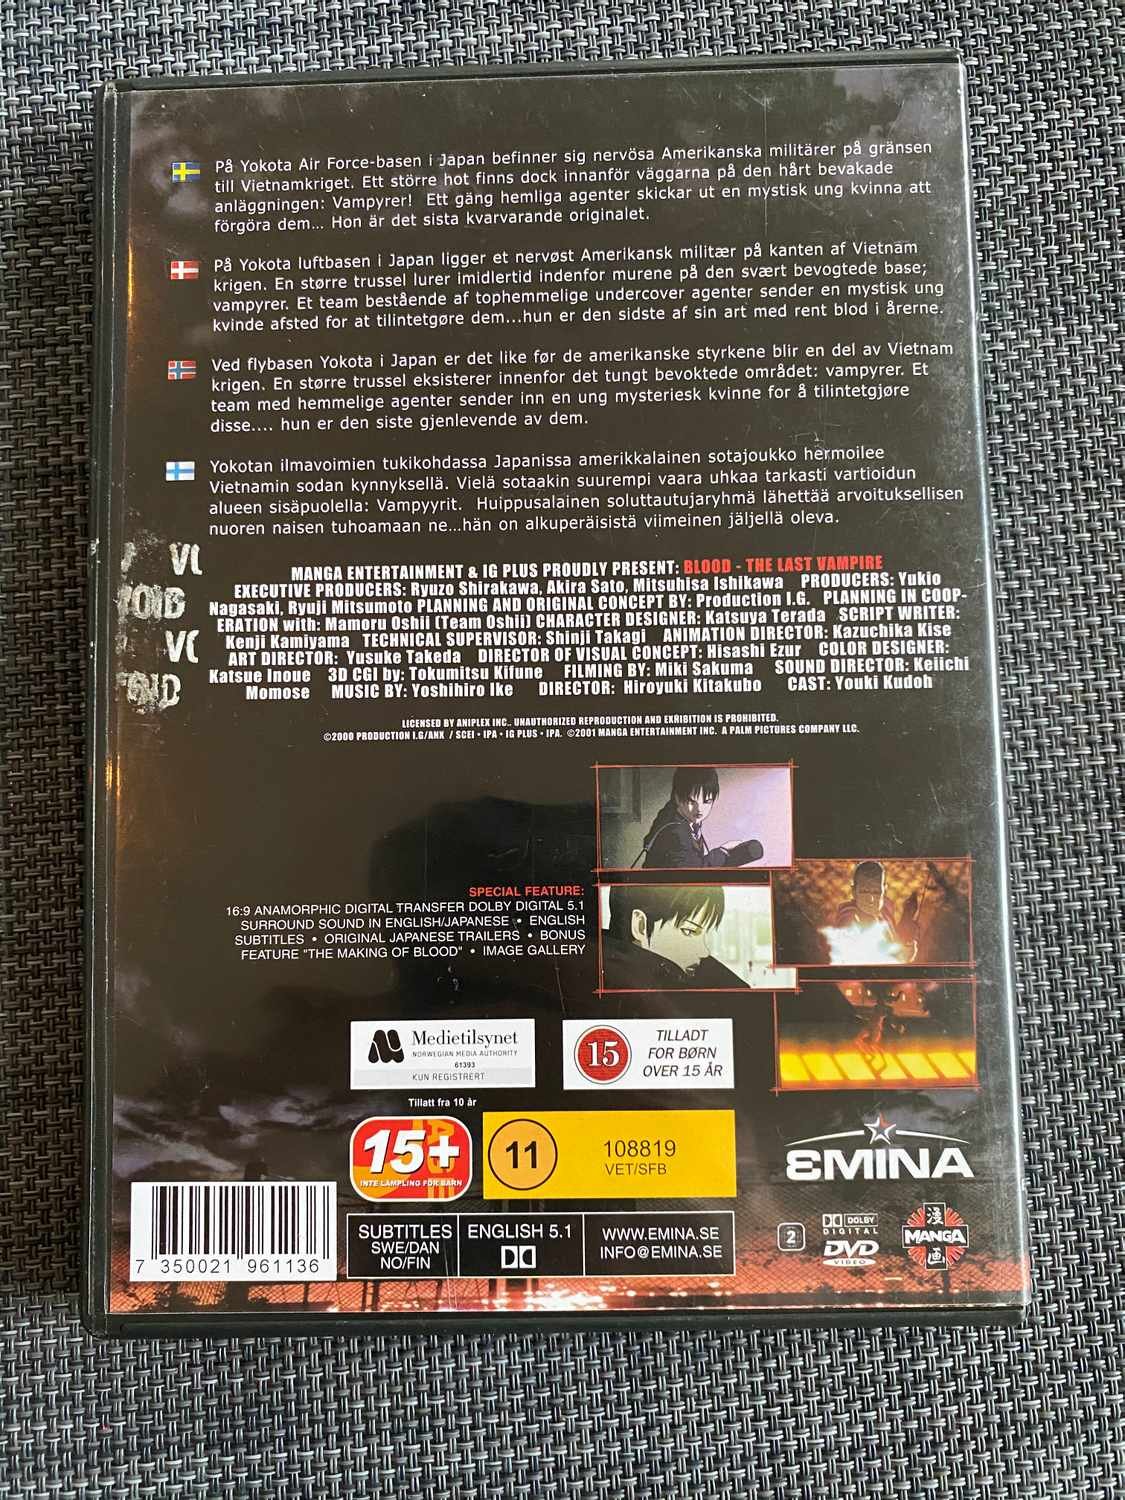 På Yokota Air Force-basen i Japan befinner sig nervösa Amerikanska militärer på gränsen
till Vietnamkriget. Ett större hot finns dock innanför väggarna på den hårt bevakade
anläggningen: Vampyrer! Ett gäng hemliga agenter skickar ut en mystisk ung kvinna att
förgöra dem... Hon är det sista kvarvarande originalet.
På Yokota luftbasen i Japan ligger et nervøst Amerikansk militær på kanten af Vietnam
krigen. En større trussel lurer imidlertid indenfor murene på den svært bevogtede base;
vampyrer. Et team bestående af tophemmelige undercover agenter sender en mystisk ung
kvinde afsted for at tilintetgøre dem...hun er den sidste af sin art med rent blod i årerne.
Ved flybasen Yokota i Japan er det like før de amerikanske styrkene blir en del av Vietnam
krigen. En større trussel eksisterer innenfor det tungt bevoktede området: vampyrer. Et
team med hemmelige agenter sender inn en ung mysteriesk kvinne for å tilintetgjøre
disse.... hun er den siste gjenlevende av dem.
Yokotan ilmavoimien tukikohdassa Japanissa amerikkalainen sotajoukko hermoilee
Vietnamin sodan kynnyksellä. Vielä sotaakin suurempi vaara uhkaa tarkasti vartioidun
alueen sisäpuolella: Vampyyrit. Huippusalainen soluttautujaryhmä lähettää arvoituksellisen
nuoren naisen tuhoamaan ne...hän on alkuperäisistä viimeinen jäljellä oleva.
MANGA ENTERTAINMENT & IG PLUS PROUDLY PRESENT: BLOOD - THE LAST VAMPIRE
EXECUTIVE PRODUCERS: Ryuzo Shirakawa, Akira Sato, Mitsuhisa Ishikawa PRODUCERS: Yukio
Nagasaki, Ryuji Mitsumoto PLANNING AND ORIGINAL CONCEPT BY: Production I.G. PLANNING IN COOP-
ERATION with: Mamoru Oshii (Team Oshii) CHARACTER DESIGNER: Katsuya Terada SCRIPT WRITER:
Kenji Kamiyama TECHNICAL SUPERVISOR: Shinji Takagi ANIMATION DIRECTOR: Kazuchika Kise
ART DIRECTOR: Yusuke Takeda DIRECTOR OF VISUAL CONCEPT: Hisashi Ezur COLOR DESIGNER:
Katsue Inoue 3D CGI by: Tokumitsu Kifune FILMING BY: Miki Sakuma SOUND DIRECTOR: Keiichi
Momose MUSIC BY: Yoshihiro Ike DIRECTOR: Hiroyuki Kitakubo CAST: Youki Kudoh
LICENSED BY ANIPLEX INC.. UNAUTHORIZED REPRODUCTION AND EXHIBITION IS PROHIBITED.
©2000 PRODUCTION I.G/ANX / SCEI • IPA • IG PLUS • IPA. ©2001 MANGA ENTERTAINMENT INC. A PALM PICTURES COMPANY LLC.
SPECIAL FEATURE:
16:9 ANAMORPHIC DIGITAL TRANSFER DOLBY DIGITAL 5.1
SURROUND SOUND IN ENGLISH/JAPANESE • ENGLISH
SUBTITLES • ORIGINAL JAPANESE TRAILERS • BONUS
FEATURE "THE MAKING OF BLOOD" • IMAGE GALLERY
Medietilsynet
NORWEGIAN MEDIA AUTHORITY
61393
KUN REGISTRERT
15
TILLADT
FOR BØRN
OVER 15 ÅR
Tillatt fra 10 år
15+
INTE LÄMPLING FÖR BARN
11
108819
VET/SFB
EMINA
7 350021 961136
SUBTITLES
SWE/DAN
NO/FIN
ENGLISH 5.1
WWW.EMINA.SE
INFO@EMINA.SE
2
DOLBY
DIGITAL
DVD
VIDEO
漫
MANGA
画